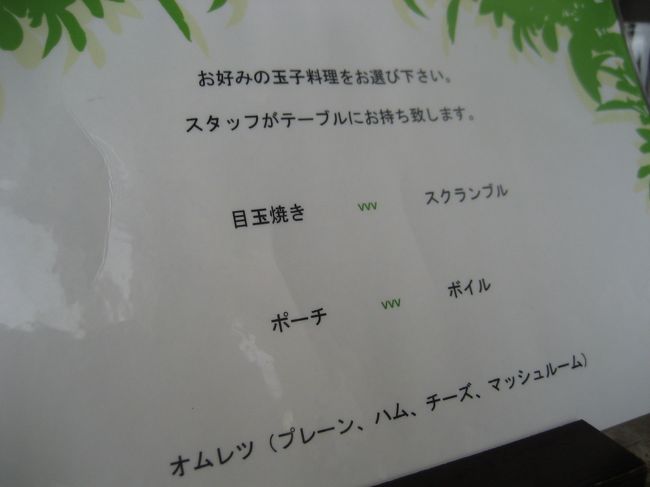 お好みの玉子料理をお選び下さい。
スタッフがテーブルにお持ち致します。
目玉焼き vvv スクランブル
ポーチ vvv ボイル
オムレツ（プレーン、ハム、チーズ、マッシュルーム）